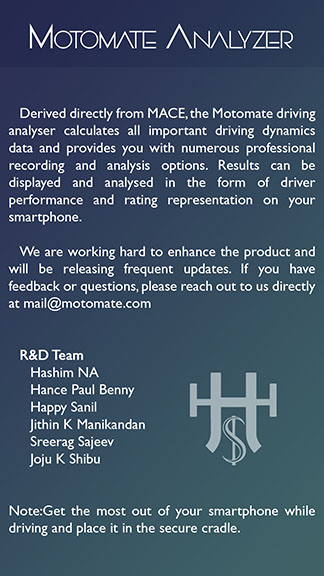 MOTOMATE ANALYZER
Derived directly from MACE, the Motomate driving
analyser calculates all important driving dynamics
data and provides you with numerous professional
recording and analysis options. Results can be
displayed and analysed in the form of driver
performance and rating representation on your
smartphone.
We are working hard to enhance the product and
will be releasing frequent updates. If you have
feedback or questions, please reach out to us directly
at mail@motomate.com
R&D Team
Hashim NA
Hance Paul Benny
Happy Sanil
Jithin K Manikandan
Sreerag Sajeev
Joju K Shibu
Note:Get the most out of your smartphone while
driving and place it in the secure cradle.